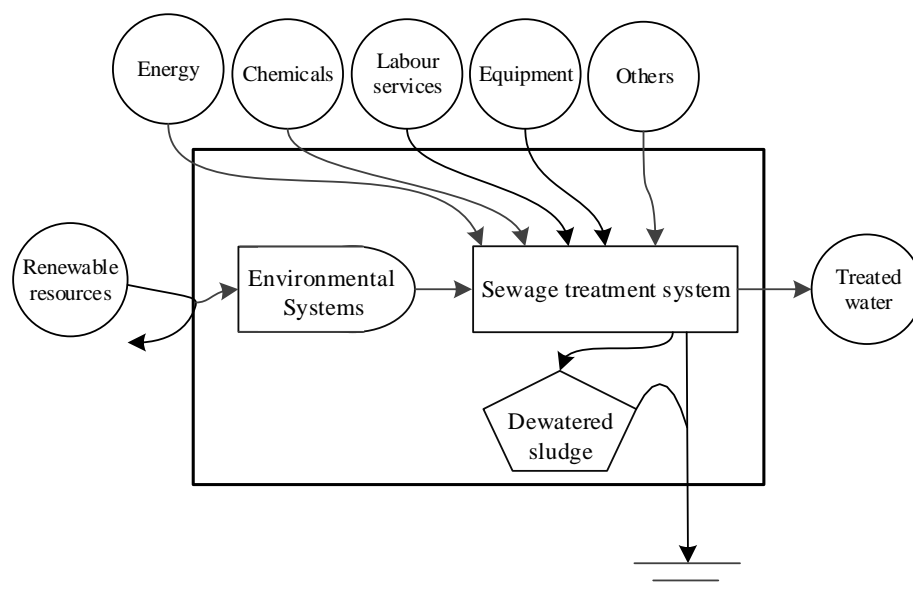 Energy
Chemicals
Labour
services
Equipment
Others
Renewable
resources
Environmental
Systems
Sewage treatment system
Treated
water
Dewatered
sludge